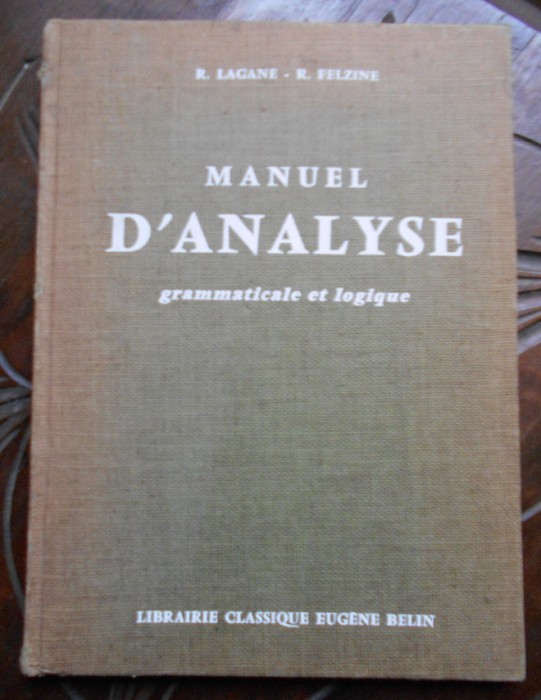 R. LAGANE - R. FELZINE
MANUEL
D'ANALYSE
grammaticale et logique
LIBRAIRIE CLASSIQUE EUGÈNE BELIN